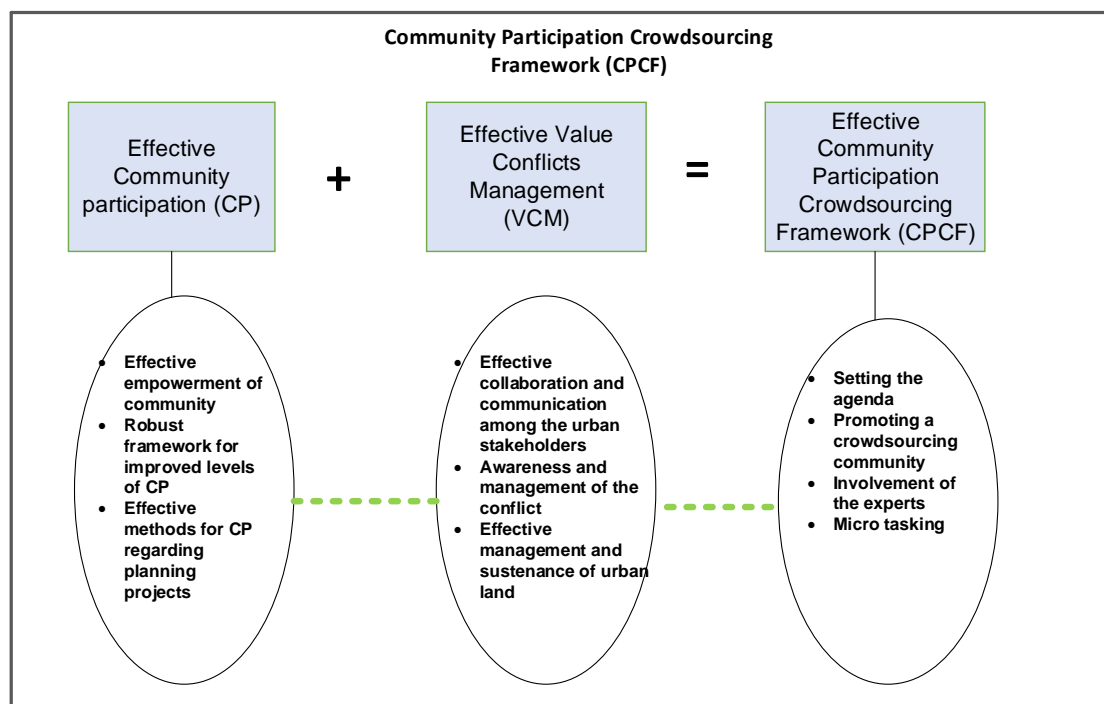 Community Participation Crowdsourcing
Framework (CPCF)
Effective
Community
participation (CP)
+
Effective Value
Conflicts
Management
(VCM)
=
Effective
Community
Participation
Crowdsourcing
Framework (CPCF)
• Effective
empowerment of
community
• Robust
framework for
improved levels
of CP
• Effective
methods for CP
regarding
planning
projects
• Effective
collaboration and
communication
among the urban
stakeholders
• Awareness and
management of the
conflict
• Effective
management and
sustenance of urban
land
• Setting the
agenda
• Promoting a
crowdsourcing
community
• Involvement of
the experts
• Micro tasking